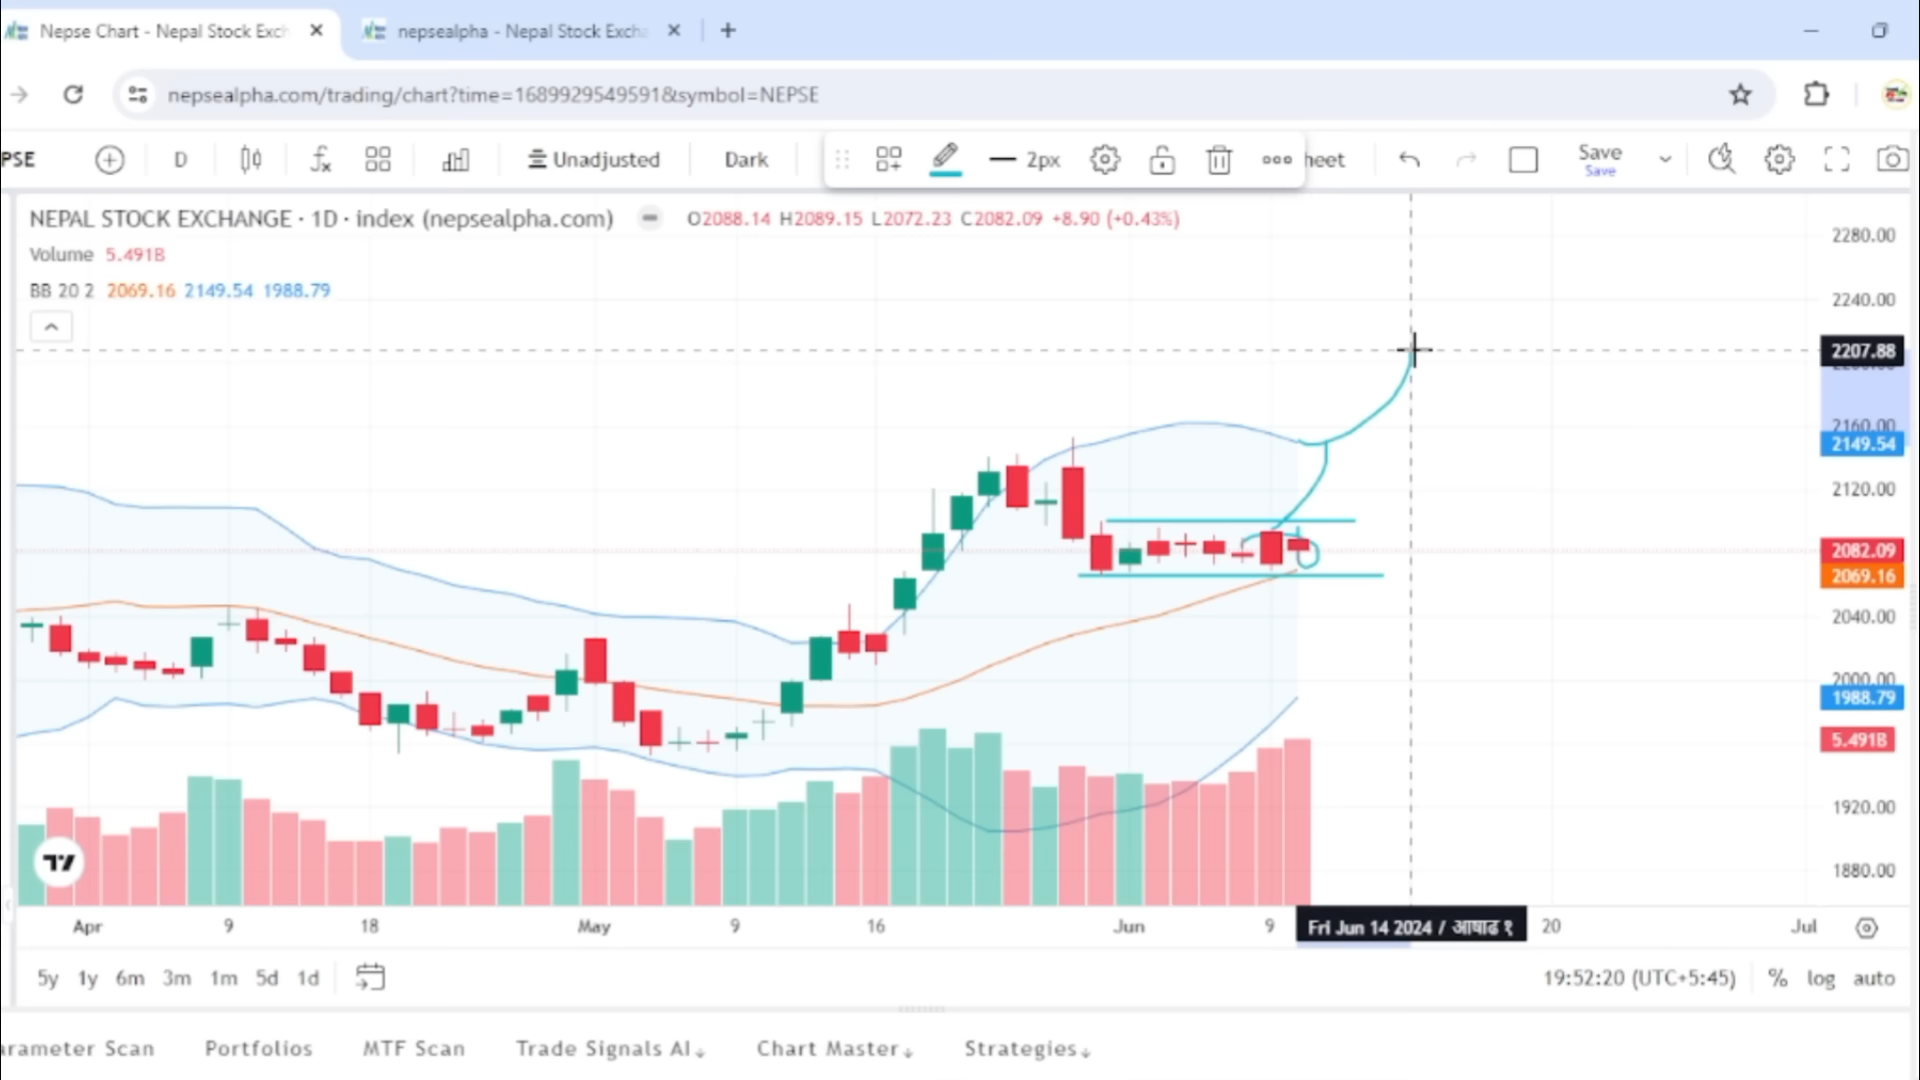 Nepse Chart - Nepal Stock Exch
nepsealpha - Nepal Stock Excha
nepsealpha.com/trading/chart?time=1689929549591&symbol=NEPSE
PSE
D
Unadjusted
Dark
2px
heet
Save
Save
NEPAL STOCK EXCHANGE · 1D · index (nepsealpha.com)
O2088.14 H2089.15 L2072.23 C2082.09 +8.90 (+0.43%)
Volume 5.491B
BB 20 2 2069.16 2149.54 1988.79
2280.00
2240.00
2207.88
2160.00
2149.54
2120.00
2082.09
2069.16
2040.00
2000.00
1988.79
5.491B
1920.00
1880.00
Apr 9 18 May 9 16 Jun 9 Fri Jun 14 2024 / आषाढ १ 20 Jul
5y 1y 6m 3m 1m 5d 1d
19:52:20 (UTC+5:45) % log auto
arameter Scan Portfolios MTF Scan Trade Signals AI↓ Chart Master↓ Strategies↓